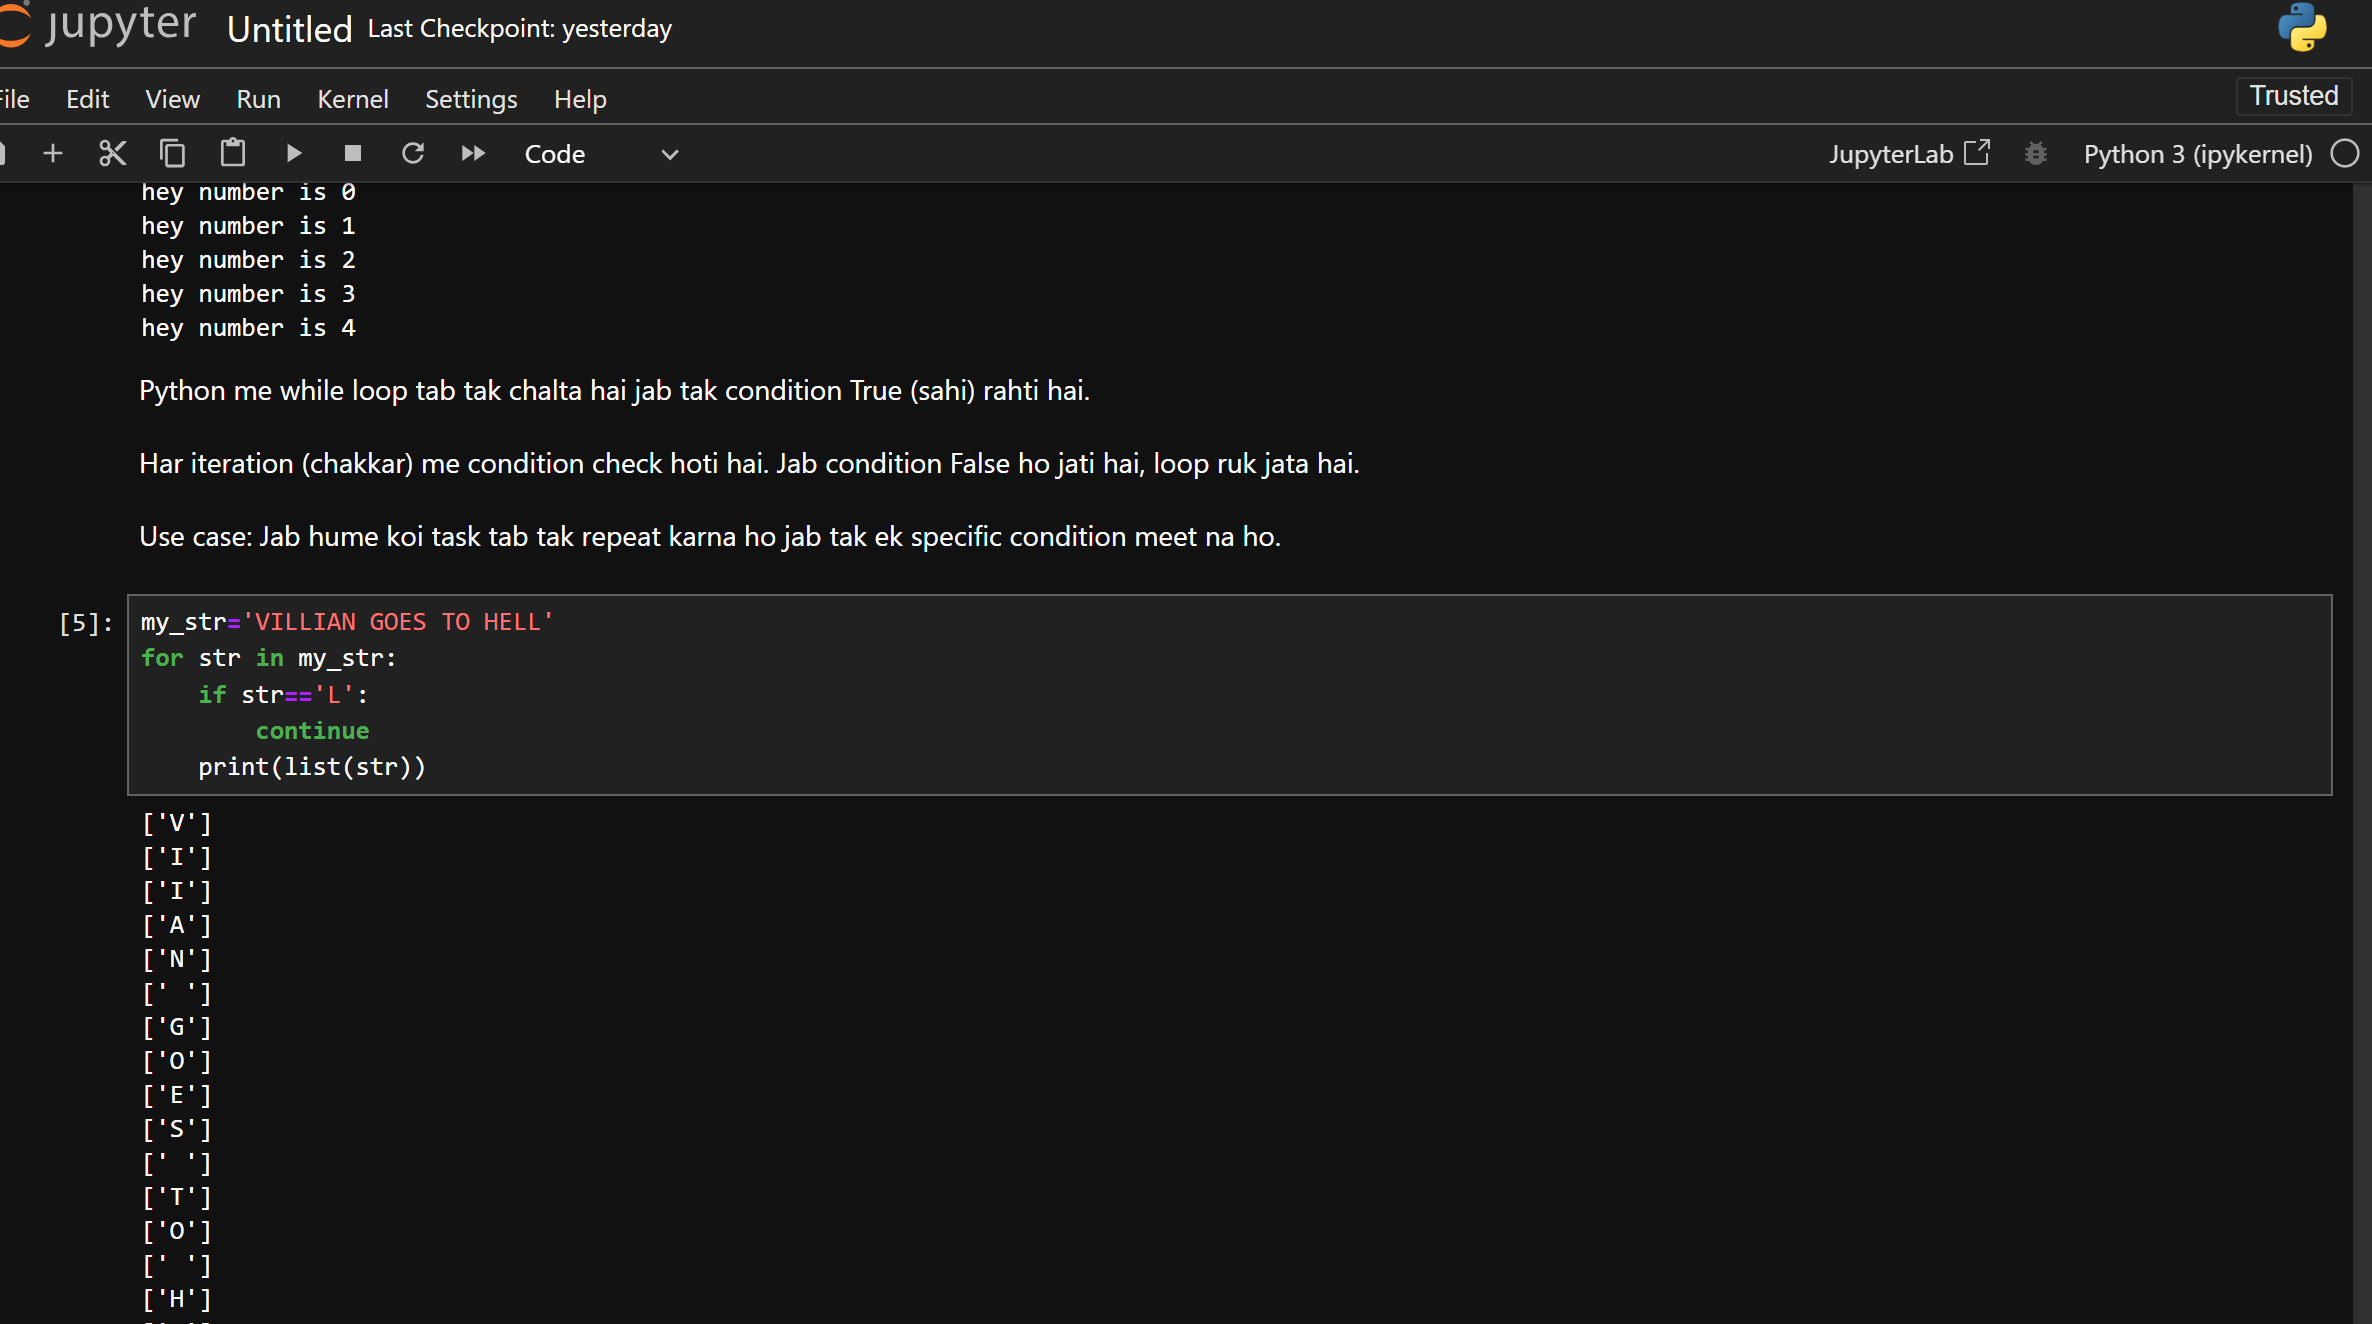 jupyter Untitled Last Checkpoint: yesterday
File Edit View Run Kernel Settings Help Trusted
Code JupyterLab Python 3 (ipykernel)
hey number is 0
hey number is 1
hey number is 2
hey number is 3
hey number is 4
Python me while loop tab tak chalta hai jab tak condition True (sahi) rahti hai.
Har iteration (chakkar) me condition check hoti hai. Jab condition False ho jati hai, loop ruk jata hai.
Use case: Jab hume koi task tab tak repeat karna ho jab tak ek specific condition meet na ho.
[5]: my_str='VILLIAN GOES TO HELL'
for str in my_str:
    if str=='L':
        continue
    print(list(str))
['V']
['I']
['I']
['A']
['N']
[' ']
['G']
['O']
['E']
['S']
[' ']
['T']
['O']
[' ']
['H']